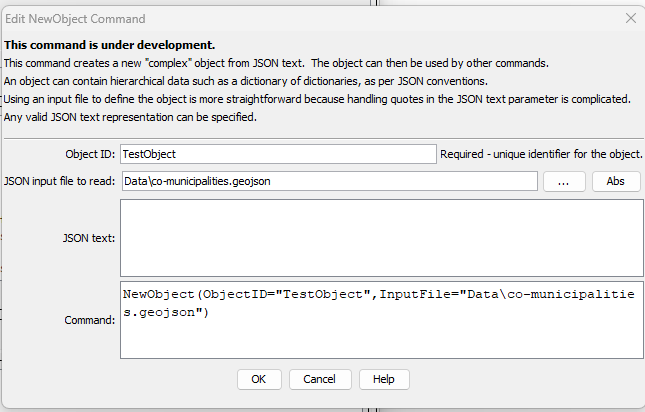 Edit NewObject Command
This command is under development.
This command creates a new "complex" object from JSON text.  The object can then be used by other commands.
An object can contain hierarchical data such as a dictionary of dictionaries, as per JSON conventions.
Using an input file to define the object is more straightforward because handling quotes in the JSON text parameter is complicated.
Any valid JSON text representation can be specified.
Object ID: TestObject Required - unique identifier for the object.
JSON input file to read: Data\co-municipalities.geojson ... Abs
JSON text:
NewObject(ObjectID="TestObject",InputFile="Data\co-municipalitie
s.geojson")
Command:
OK Cancel Help